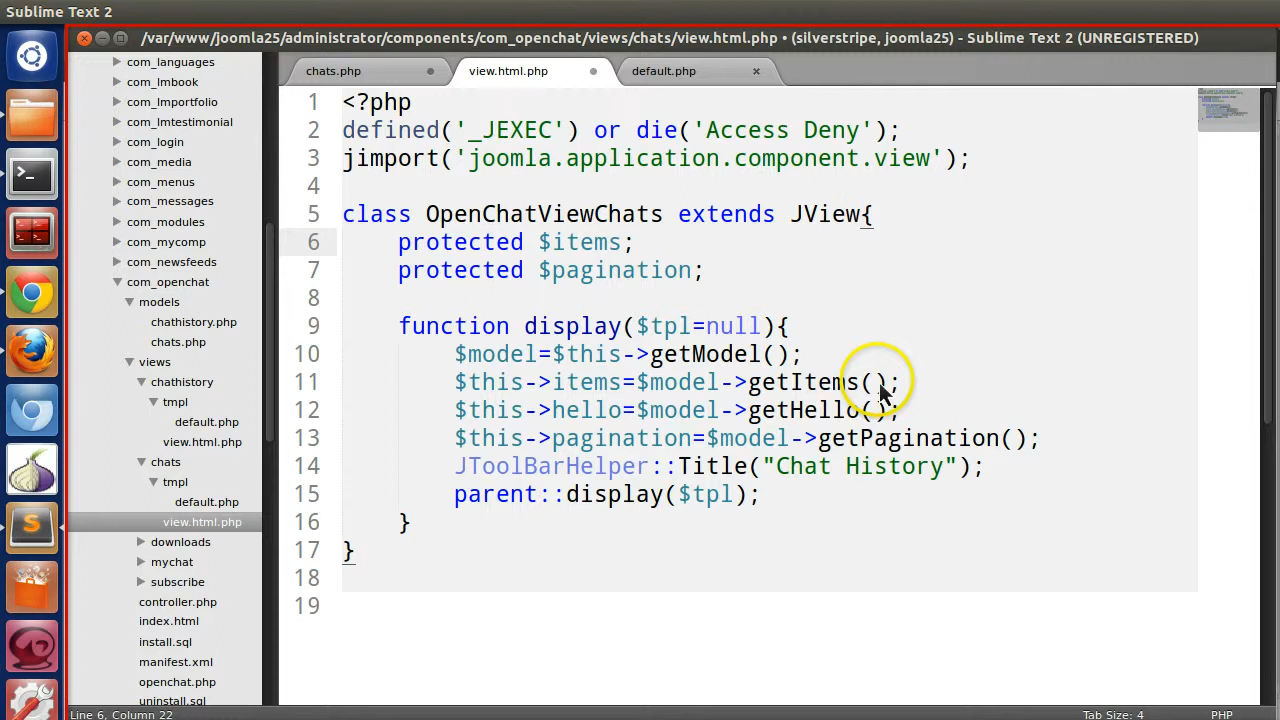 Sublime Text 2
/var/www/joomla25/administrator/components/com_openchat/views/chats/view.html.php • (silverstripe, joomla25) - Sublime Text 2 (UNREGISTERED)
com_languages
com_lmbook
com_lmportfolio
com_lmtestimonial
com_login
com_media
com_menus
com_messages
com_modules
com_mycomp
com_newsfeeds
com_openchat
models
chathistory.php
chats.php
views
chathistory
tmpl
default.php
view.html.php
chats
tmpl
default.php
view.html.php
downloads
mychat
subscribe
controller.php
index.html
install.sql
manifest.xml
openchat.php
uninstall.sql
chats.php
view.html.php
default.php
1 <?php
2 defined('_JEXEC') or die('Access Deny');
3 jimport('joomla.application.component.view');
4
5 class OpenChatViewChats extends JView{
6 protected $items;
7 protected $pagination;
8
9 function display($tpl=null){
10 $model=$this->getModel();
11 $this->items=$model->getItems();
12 $this->hello=$model->getHello();
13 $this->pagination=$model->getPagination();
14 JToolBarHelper::Title("Chat History");
15 parent::display($tpl);
16 }
17 }
18
19
Line 6, Column 22
Tab Size: 4
PHP